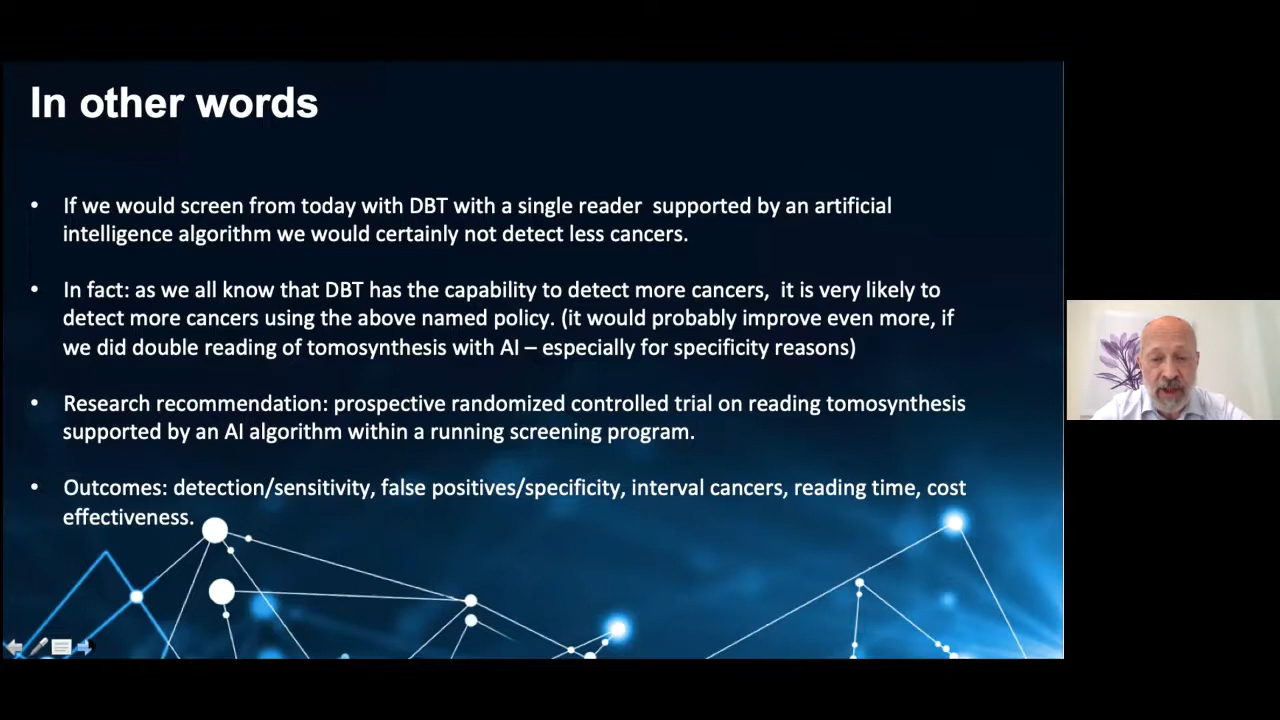 In other words
• If we would screen from today with DBT with a single reader supported by an artificial
intelligence algorithm we would certainly not detect less cancers.
• In fact: as we all know that DBT has the capability to detect more cancers, it is very likely to
detect more cancers using the above named policy. (it would probably improve even more, if
we did double reading of tomosynthesis with AI – especially for specificity reasons)
• Research recommendation: prospective randomized controlled trial on reading tomosynthesis
supported by an AI algorithm within a running screening program.
• Outcomes: detection/sensitivity, false positives/specificity, interval cancers, reading time, cost
effectiveness.